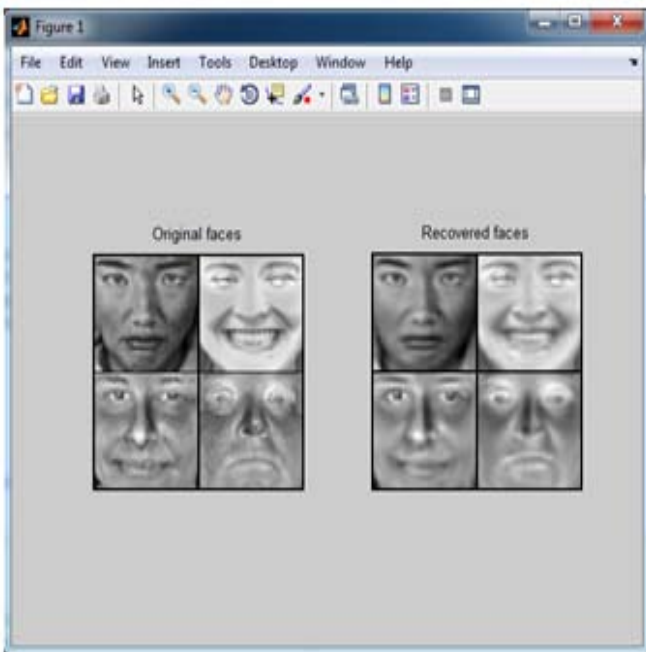 Figure 1
File Edit View Insert Tools Desktop Window Help
Original faces Recovered faces